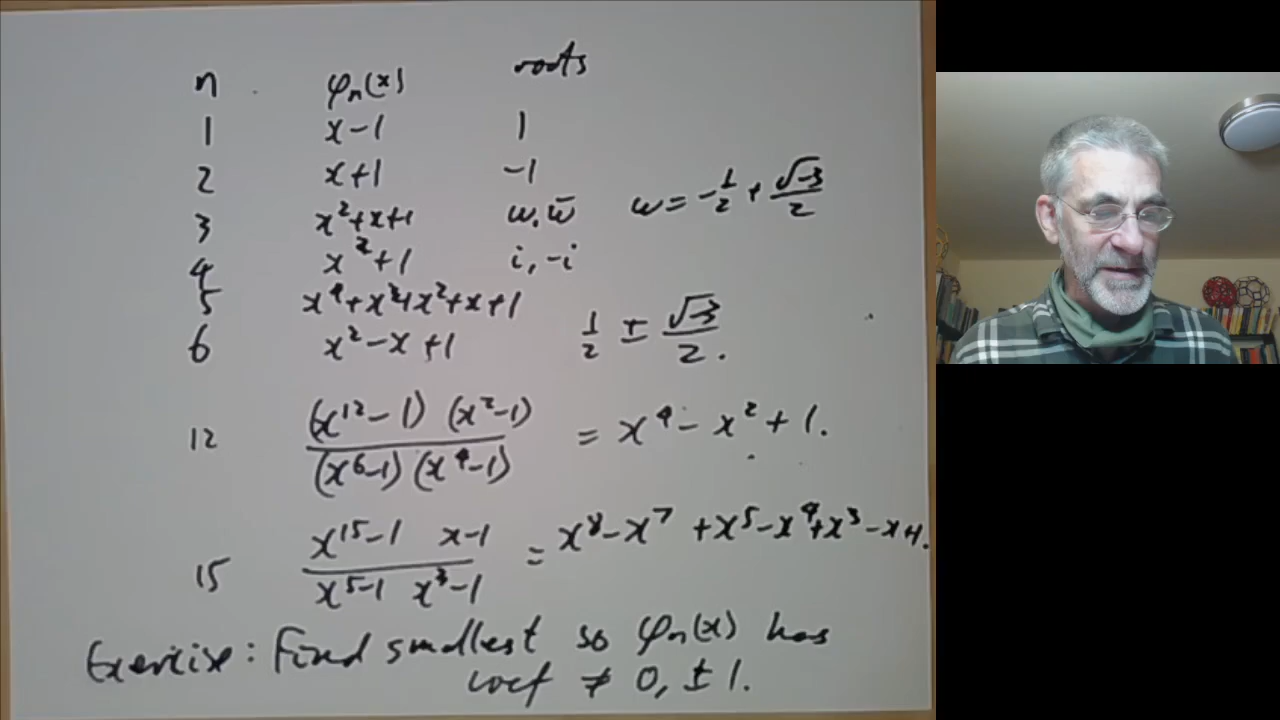 n φₙ(x) roots
1 x-1 1
2 x+1 -1
3 x²+x+1 ω, ω̄ ω = -1/2 + √-3/2
4 x²+1 i, -i
5 x⁴+x³+x²+x+1
6 x²-x+1 1/2 ± √-3/2.
12 (x¹²-1) (x²-1) / (x⁶-1) (x⁴-1) = x⁴ - x² + 1.
15 x¹⁵-1 x-1 / x⁵-1 x³-1 = x⁸-x⁷ +x⁵-x⁴+x³-x+1.
Exercise: Find smallest so φₙ(x) has
coef ≠ 0, ±1.